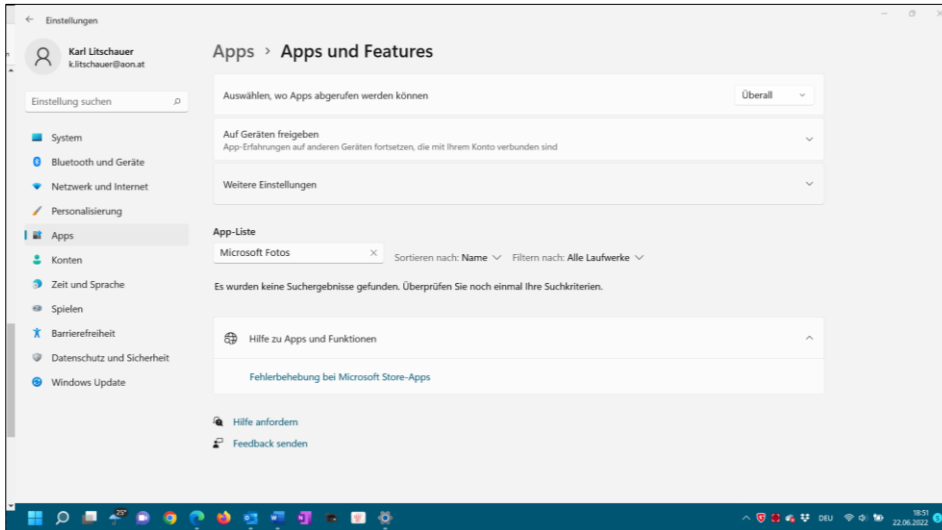 Einstellungen
Karl Litschauer
k.litschauer@aon.at
Einstellung suchen
System
Bluetooth und Geräte
Netzwerk und Internet
Personalisierung
Apps
Konten
Zeit und Sprache
Spielen
Barrierefreiheit
Datenschutz und Sicherheit
Windows Update
Apps > Apps und Features
Auswählen, wo Apps abgerufen werden können
Überall
Auf Geräten freigeben
App-Erfahrungen auf anderen Geräten fortsetzen, die mit Ihrem Konto verbunden sind
Weitere Einstellungen
App-Liste
Microsoft Fotos
Sortieren nach: Name Filtern nach: Alle Laufwerke
Es wurden keine Suchergebnisse gefunden. Überprüfen Sie noch einmal Ihre Suchkriterien.
Hilfe zu Apps und Funktionen
Fehlerbehebung bei Microsoft Store-Apps
Hilfe anfordern
Feedback senden
25°
DEU
18:51
22.06.2022